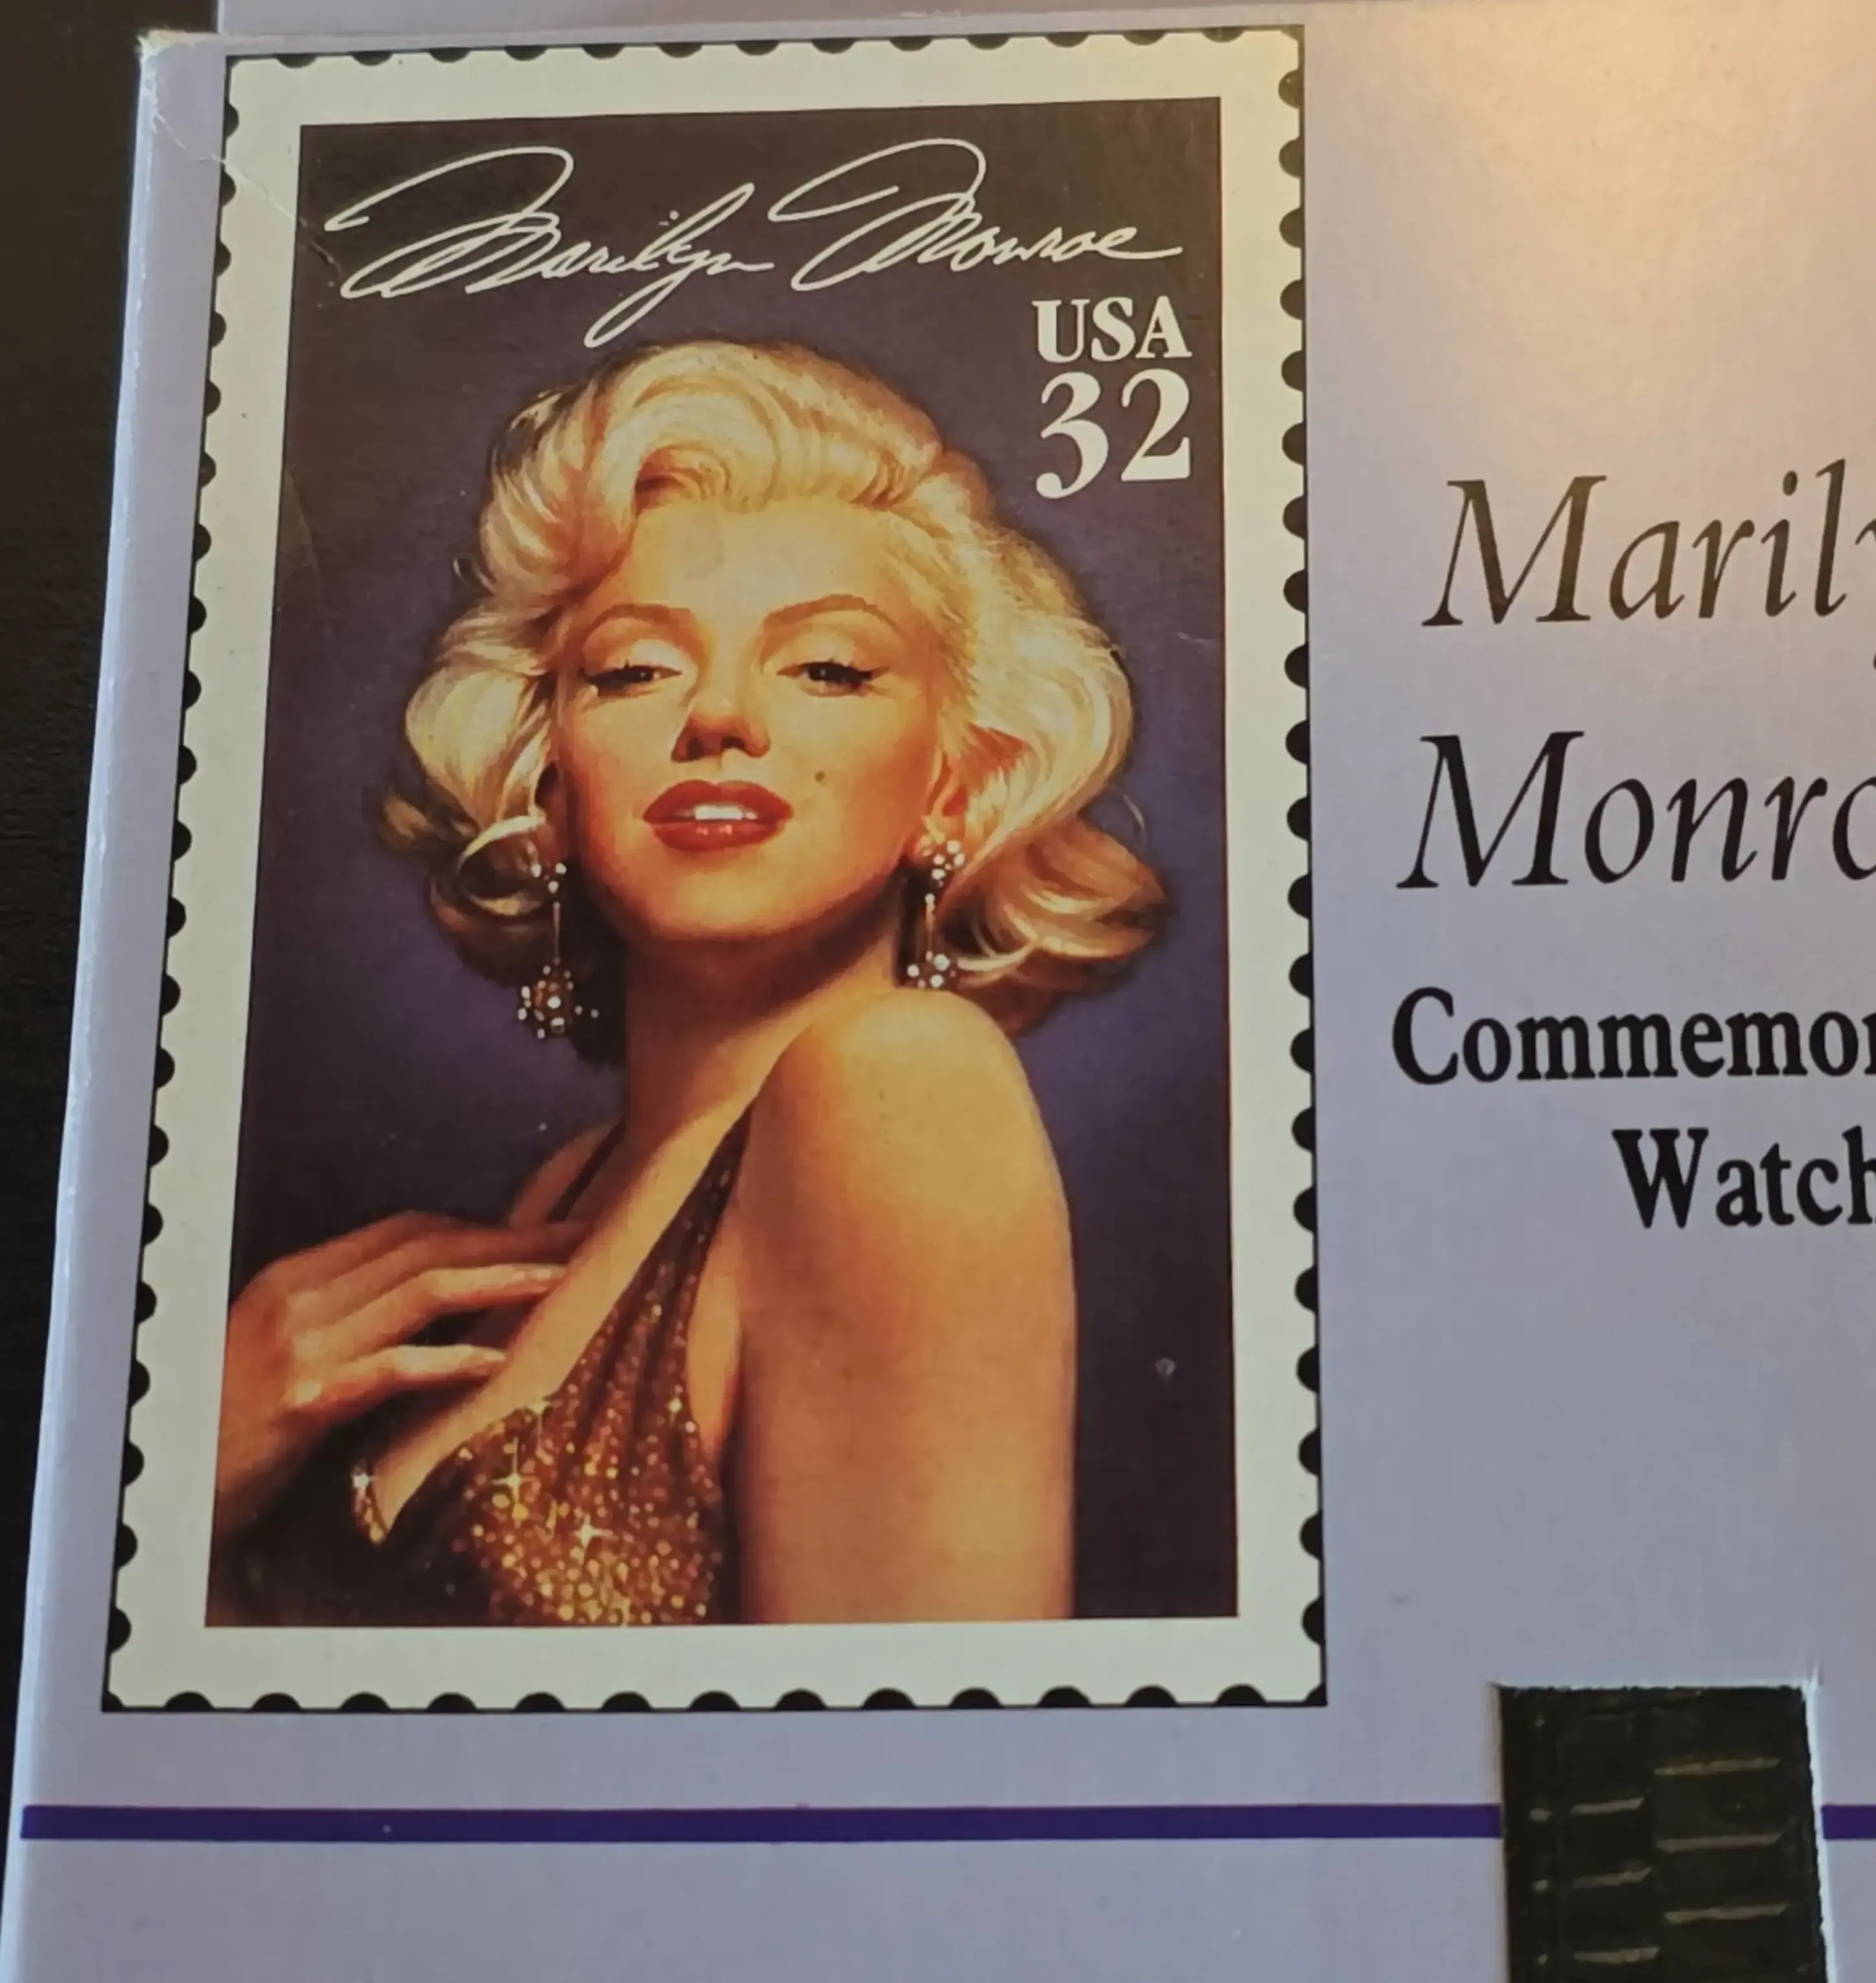 Marilyn Monroe
USA
32
Marily
Monro
Commemor
Watch